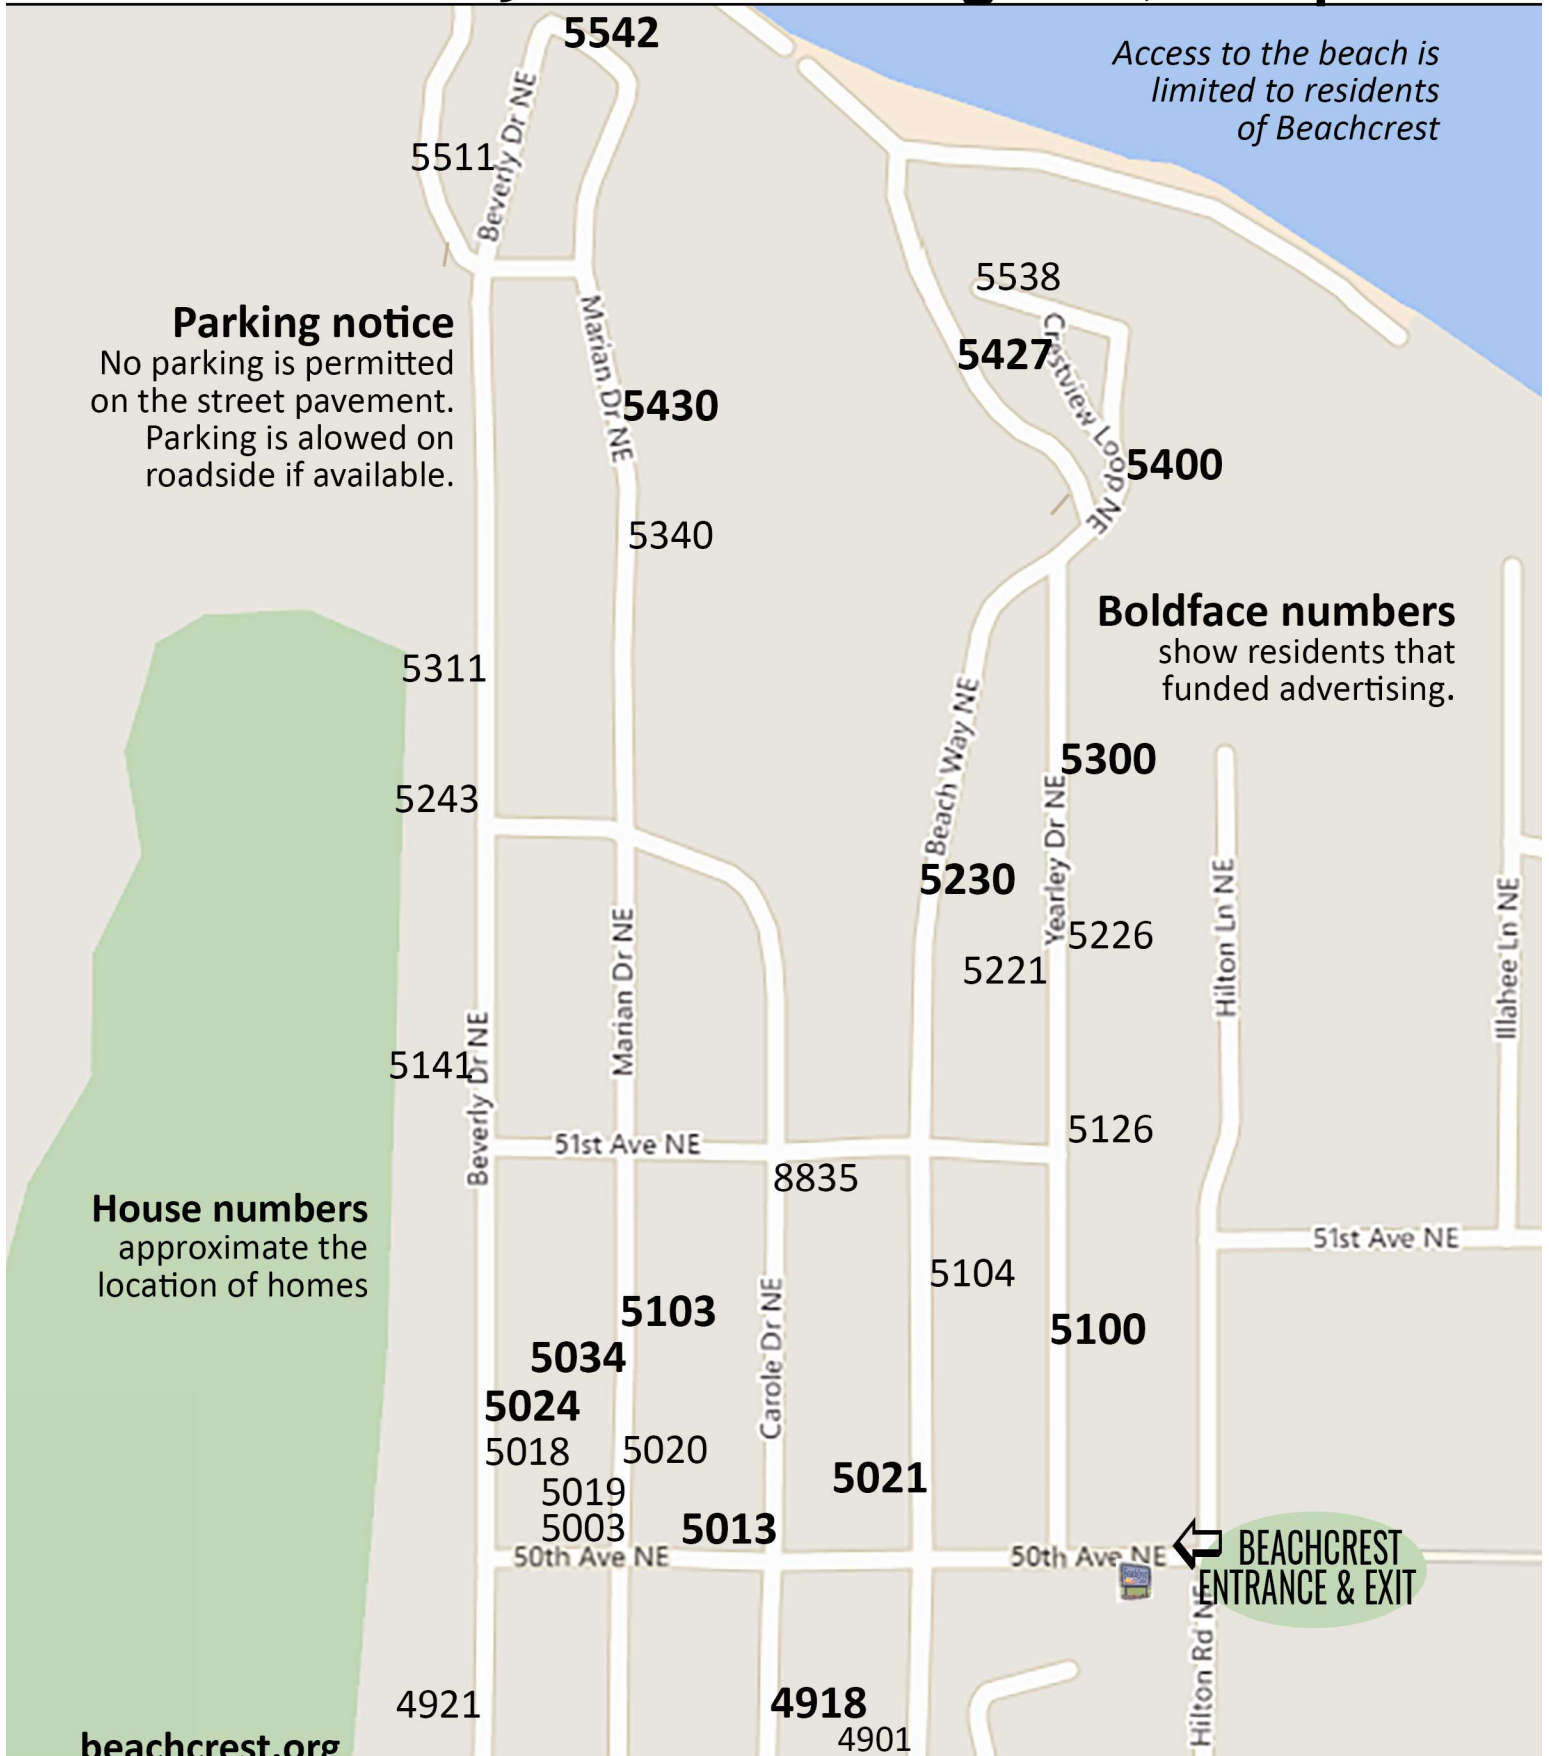 5542
Access to the beach is
limited to residents
of Beachcrest
Beverly Dr NE
5511
5538
Parking notice
No parking is permitted
on the street pavement.
Parking is alowed on
roadside if available.
Marian Dr NE
5427
Crestview Loop NE
5430
5400
5340
Boldface numbers
show residents that
funded advertising.
5311
Beach Way NE
5300
5243
Yearley Dr NE
5230
Hilton Ln NE
Illahee Ln NE
5226
5221
Marian Dr NE
5141
Beverly Dr NE
5126
51st Ave NE
8835
House numbers
approximate the
location of homes
51st Ave NE
5104
5103
5100
5034
Carole Dr NE
5024
5018
5020
5021
5019
5003
5013
50th Ave NE
50th Ave NE
BEACHCREST
ENTRANCE & EXIT
Hilton Rd NE
4921
4918
4901
beachcrest.org